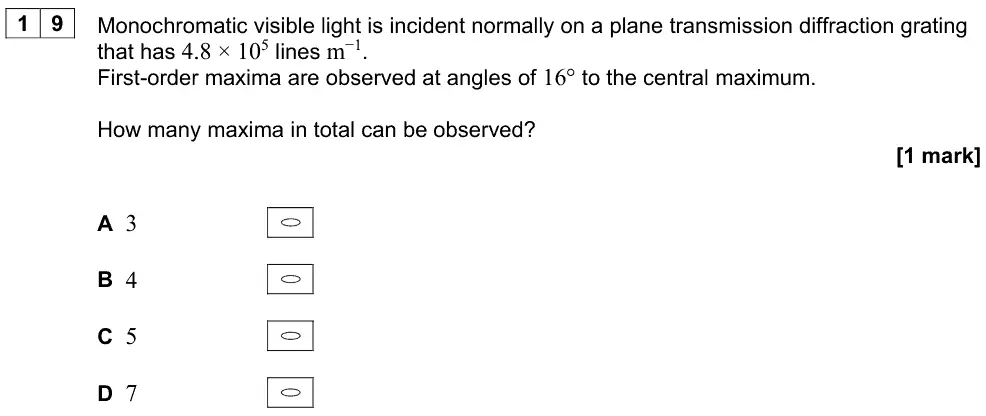 1 9 Monochromatic visible light is incident normally on a plane transmission diffraction grating
that has 4.8 × 10⁵ lines m⁻¹.
First-order maxima are observed at angles of 16° to the central maximum.
How many maxima in total can be observed?
[1 mark]
A 3
B 4
C 5
D 7